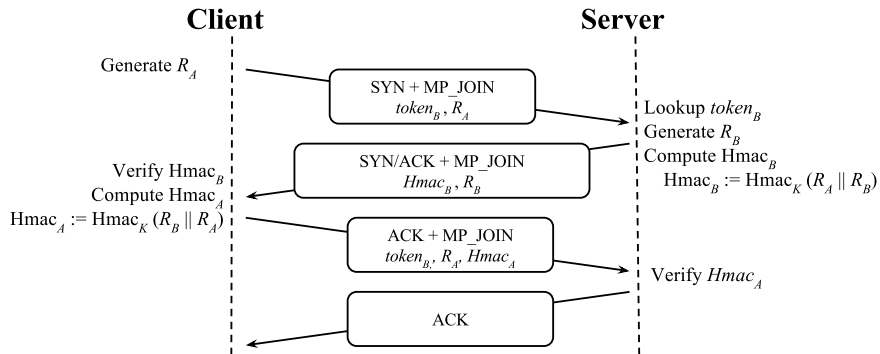 Client
Server
Generate R_A
SYN + MP_JOIN
token_B , R_A
Lookup token_B
Generate R_B
Compute Hmac_B
Hmac_B := Hmac_K (R_A || R_B)
SYN/ACK + MP_JOIN
Hmac_B , R_B
Verify Hmac_B
Compute Hmac_A
Hmac_A := Hmac_K (R_B || R_A)
ACK + MP_JOIN
token_B, , R_A, Hmac_A
Verify Hmac_A
ACK